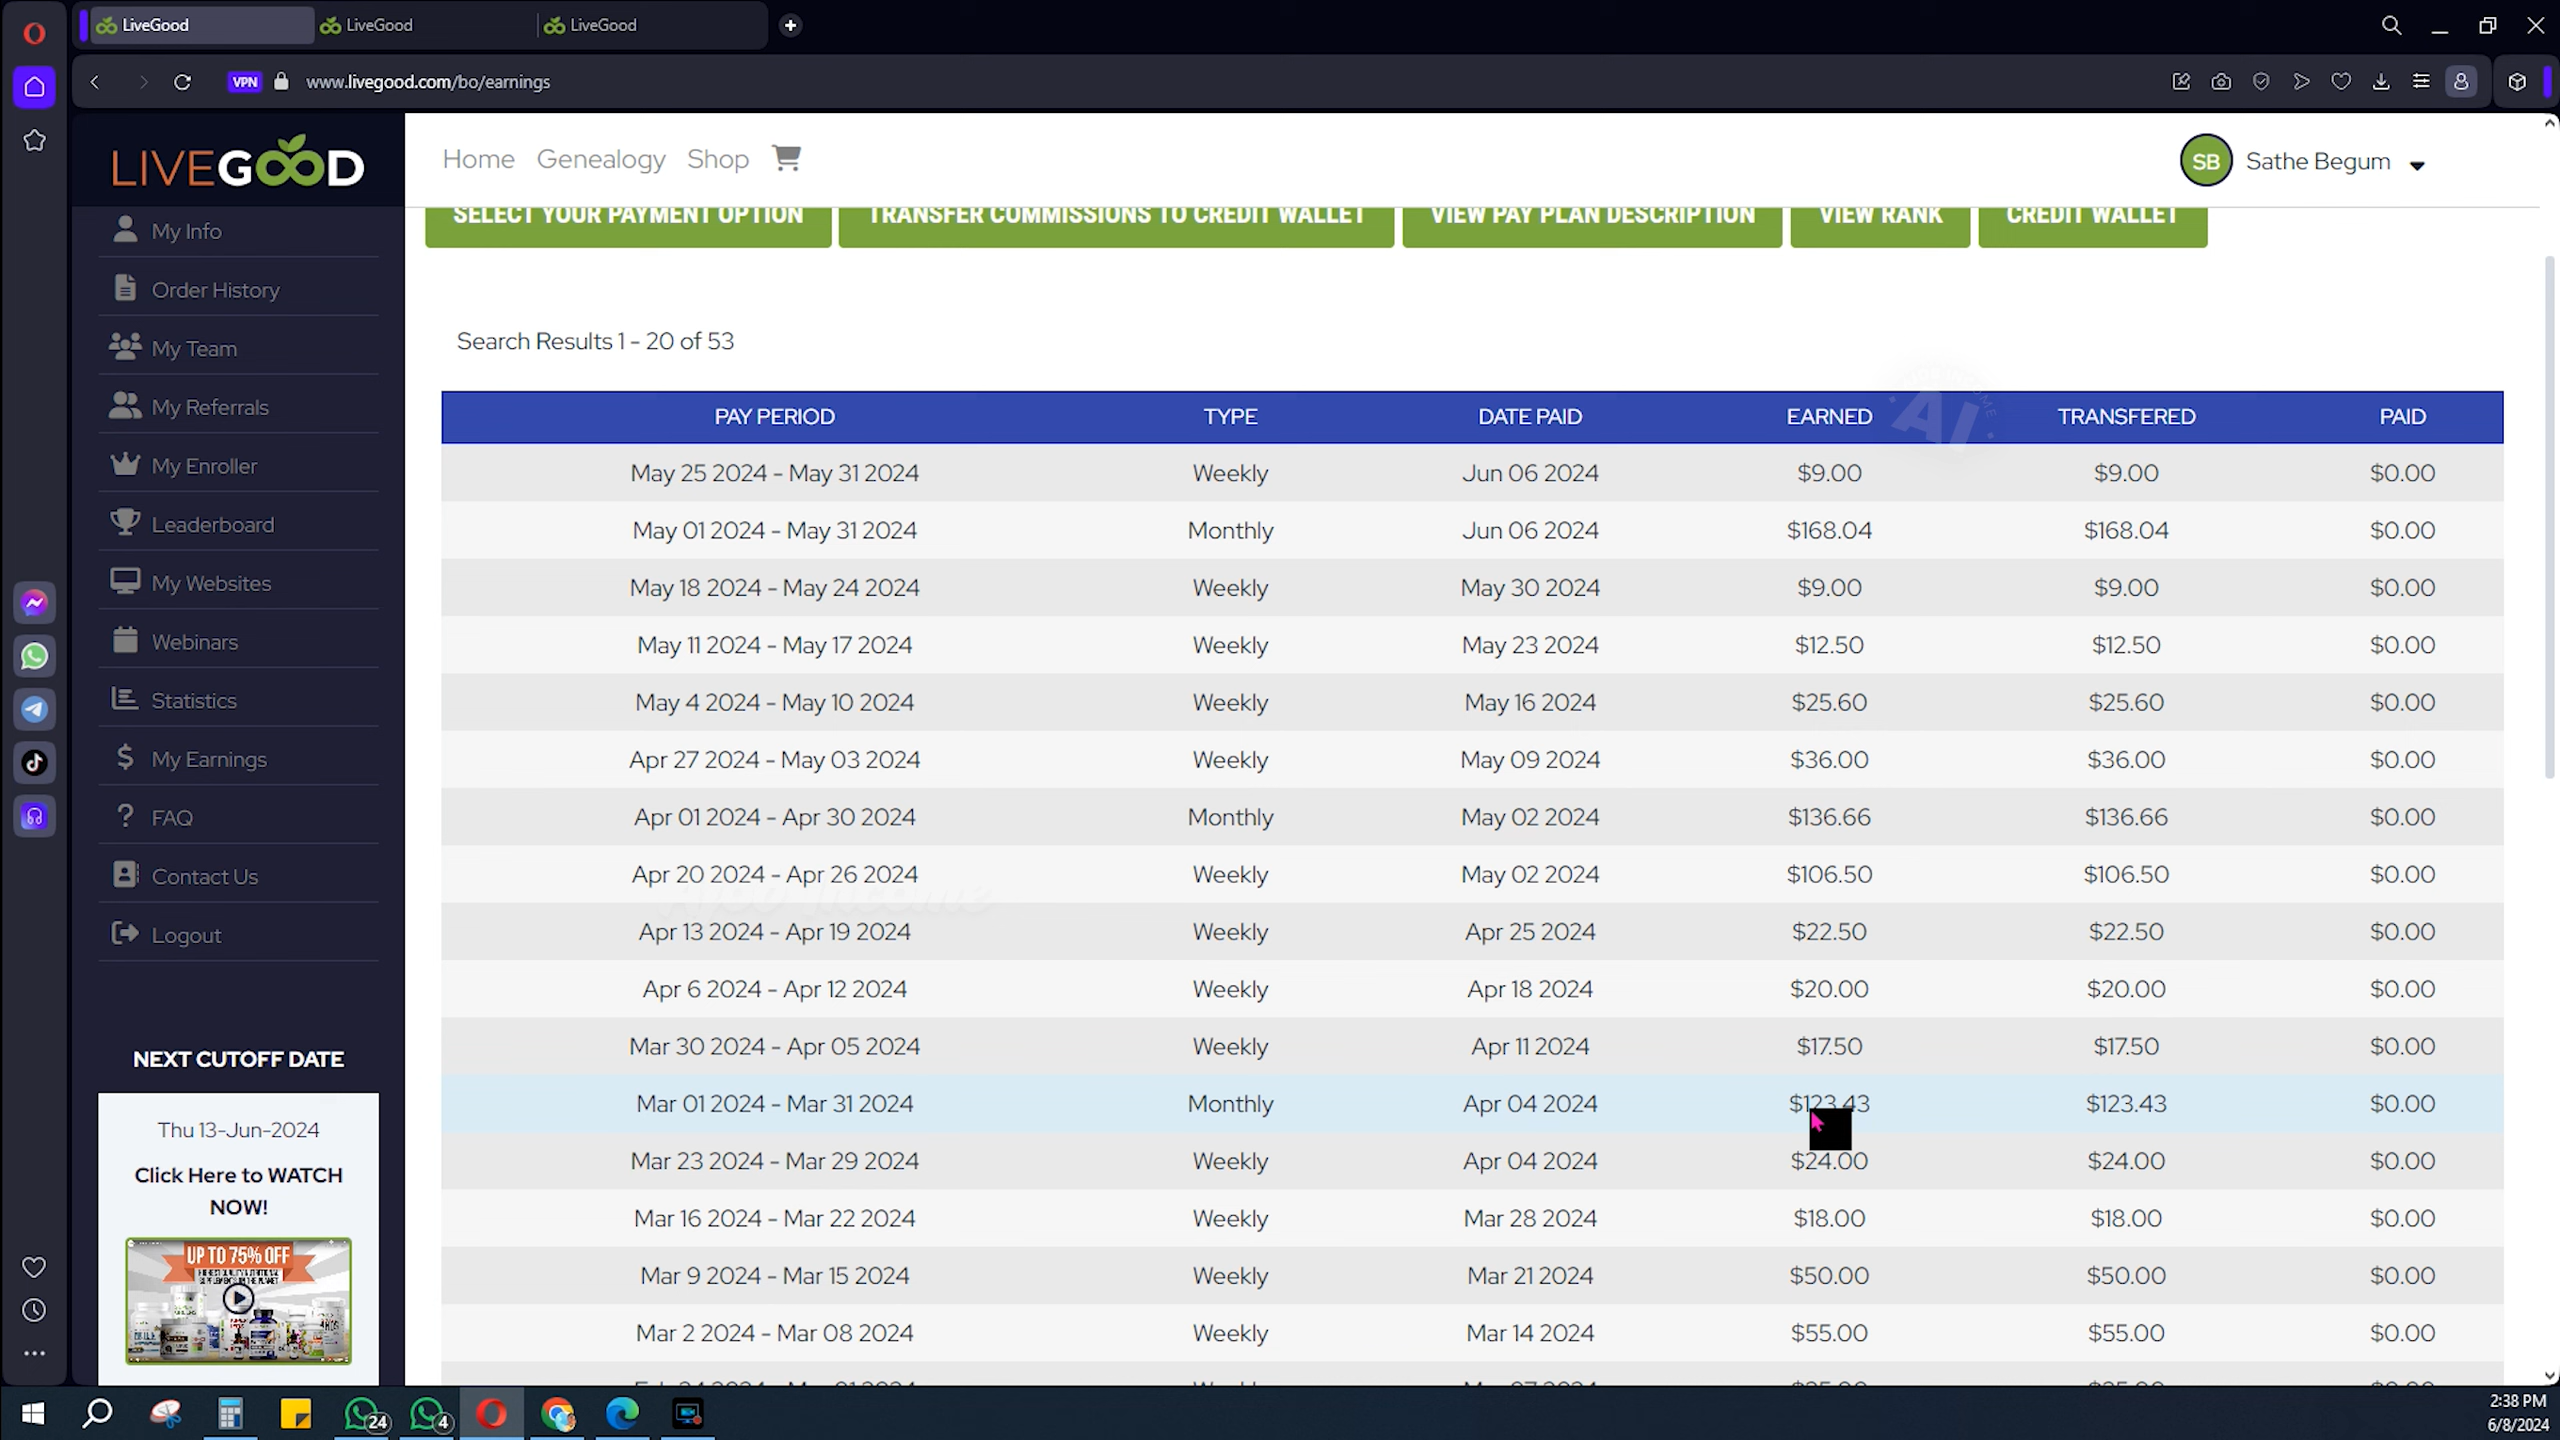 LiveGood
LiveGood
LiveGood
VPN
www.livegood.com/bo/earnings
LIVEGOOD
Home Genealogy Shop
SB Sathe Begum
SELECT YOUR PAYMENT OPTION TRANSFER COMMISSIONS TO CREDIT WALLET VIEW PAY PLAN DESCRIPTION VIEW RANK CREDIT WALLET
My Info
Order History
My Team
My Referrals
My Enroller
Leaderboard
My Websites
Webinars
Statistics
My Earnings
FAQ
Contact Us
Logout
NEXT CUTOFF DATE
Thu 13-Jun-2024
Click Here to WATCH
NOW!
UP TO 75% OFF
HIGHEST QUALITY NUTRITIONAL
SUPPLEMENTS ON THE PLANET
Search Results 1 - 20 of 53
PAY PERIOD TYPE DATE PAID EARNED TRANSFERED PAID
May 25 2024 - May 31 2024 Weekly Jun 06 2024 $9.00 $9.00 $0.00
May 01 2024 - May 31 2024 Monthly Jun 06 2024 $168.04 $168.04 $0.00
May 18 2024 - May 24 2024 Weekly May 30 2024 $9.00 $9.00 $0.00
May 11 2024 - May 17 2024 Weekly May 23 2024 $12.50 $12.50 $0.00
May 4 2024 - May 10 2024 Weekly May 16 2024 $25.60 $25.60 $0.00
Apr 27 2024 - May 03 2024 Weekly May 09 2024 $36.00 $36.00 $0.00
Apr 01 2024 - Apr 30 2024 Monthly May 02 2024 $136.66 $136.66 $0.00
Apr 20 2024 - Apr 26 2024 Weekly May 02 2024 $106.50 $106.50 $0.00
Apr 13 2024 - Apr 19 2024 Weekly Apr 25 2024 $22.50 $22.50 $0.00
Apr 6 2024 - Apr 12 2024 Weekly Apr 18 2024 $20.00 $20.00 $0.00
Mar 30 2024 - Apr 05 2024 Weekly Apr 11 2024 $17.50 $17.50 $0.00
Mar 01 2024 - Mar 31 2024 Monthly Apr 04 2024 $123.43 $123.43 $0.00
Mar 23 2024 - Mar 29 2024 Weekly Apr 04 2024 $24.00 $24.00 $0.00
Mar 16 2024 - Mar 22 2024 Weekly Mar 28 2024 $18.00 $18.00 $0.00
Mar 9 2024 - Mar 15 2024 Weekly Mar 21 2024 $50.00 $50.00 $0.00
Mar 2 2024 - Mar 08 2024 Weekly Mar 14 2024 $55.00 $55.00 $0.00
AI
Income
24
4
2:38 PM
6/8/2024